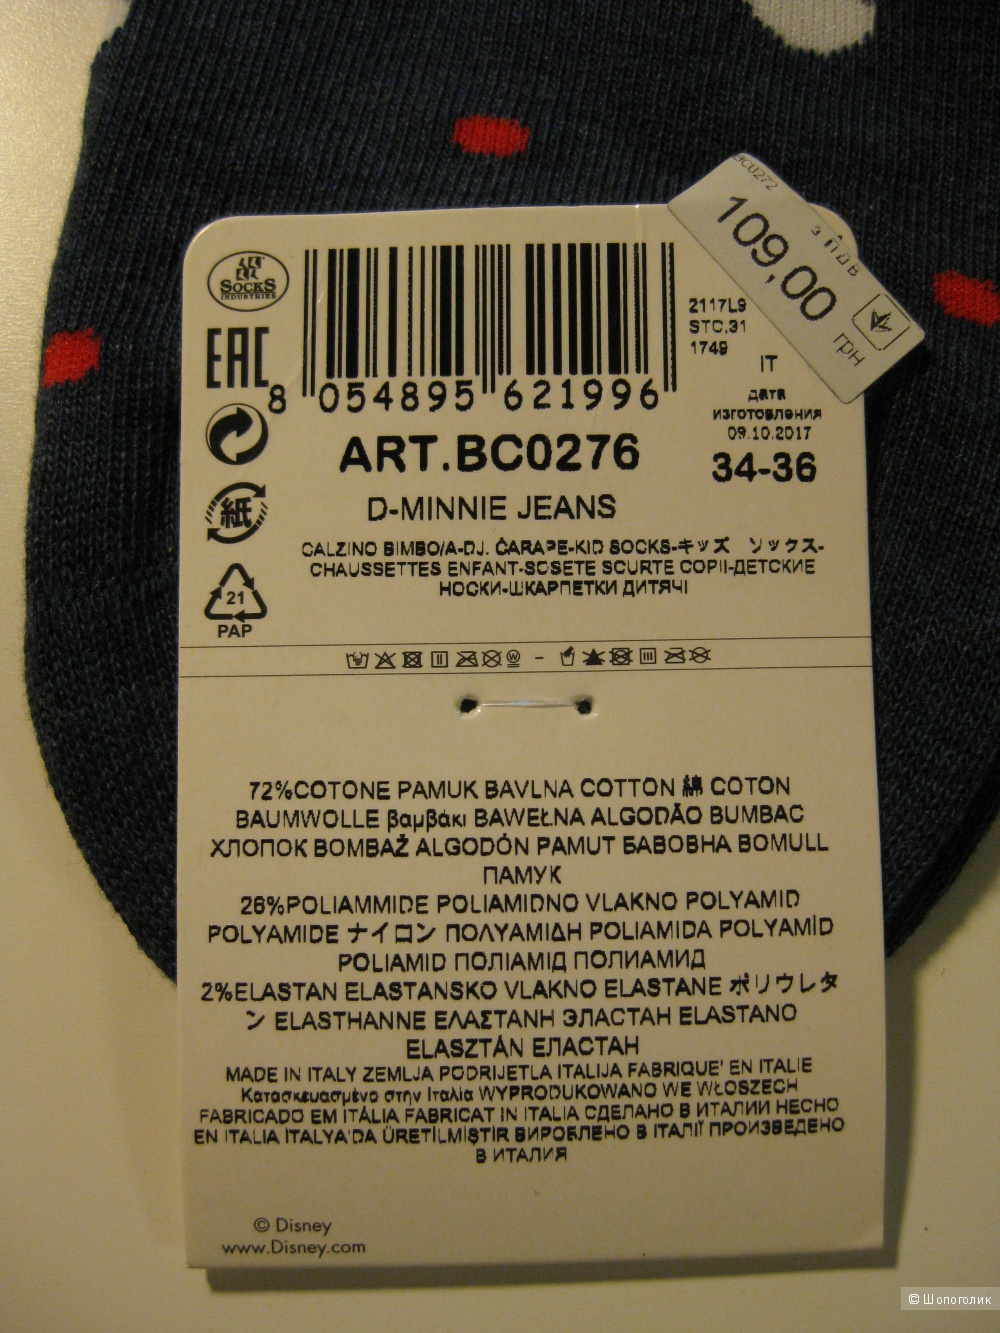 BC0272
109,00
з ПДВ
грн
SOCKS
INDUSTRIES
EAC
8 054895 621996
2117L9
STC.31
1749
IT
дата
изготовления
09.10.2017
34-36
ART.BC0276
D-MINNIE JEANS
CALZINO BIMBO/A-DJ. ČARAPE-KID SOCKS-キッズ ソックス-
CHAUSSETTES ENFANT-SOSETE SCURTE COPII-ДЕТСКИЕ
НОСКИ-ШКАРПЕТКИ ДИТЯЧІ
紙
21
PAP
72%COTONE PAMUK BAVLNA COTTON 綿 COTON
BAUMWOLLE βαμβάκι BAWEŁNA ALGODÃO BUMBAC
ХЛОПОК BOMBAŽ ALGODÓN PAMUT БАВОВНА BOMULL
ПАМУК
26%POLIAMMIDE POLIAMIDNO VLAKNO POLYAMID
POLYAMIDE ナイロン ΠΟΛΥΑΜΙΔΗ POLIAMIDA POLYAMİD
POLIAMID ПОЛІАМІД ПОЛИАМИД
2%ELASTAN ELASTANSKO VLAKNO ELASTANE ポリウレタ
ン ELASTHANNE ΕΛΑΣΤΑΝΗ ЭЛАСТАН ELASTANO
ELASZTÁN ЕЛАСТАН
MADE IN ITALY ZEMLJA PODRIJETLA ITALIJA FABRIQUE' EN ITALIE
Κατασκευασμένο στην Ιταλία WYPRODUKOWANO WE WŁOSZECH
FABRICADO EM ITÁLIA FABRICAT IN ITALIA СДЕЛАНО В ИТАЛИИ HECHO
EN ITALIA İTALYA'DA ÜRETİLMİŞTİR ВИРОБЛЕНО В ІТАЛІЇ ПРОИЗВЕДЕНО
В ИТАЛИЯ
© Disney
www.Disney.com
© Шопоголик